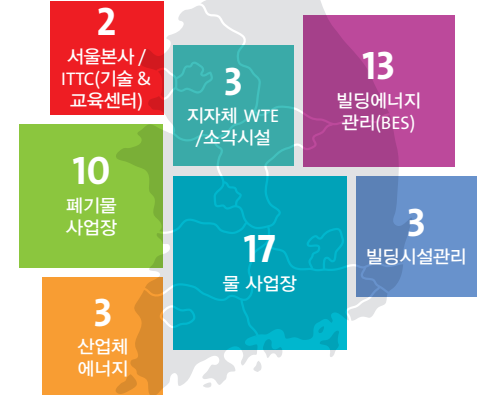 2
서울본사 /
ITTC(기술 &
교육센터)
3
지자체 WTE
/소각시설
13
빌딩에너지
관리(BES)
10
폐기물
사업장
17
물 사업장
3
빌딩시설관리
3
산업체
에너지